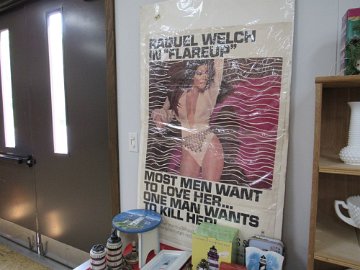 RAQUEL WELCH
IN "FLAREUP"
MOST MEN WANT
TO LOVE HER...
ONE MAN WANTS
TO KILL HER!